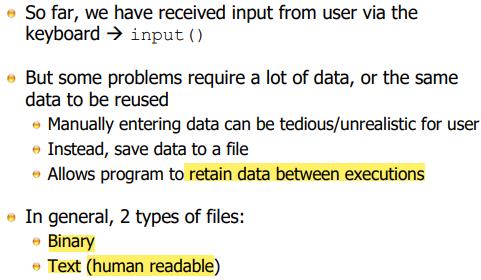 So far, we have received input from user via the
keyboard → input()
But some problems require a lot of data, or the same
data to be reused
Manually entering data can be tedious/unrealistic for user
Instead, save data to a file
Allows program to retain data between executions
In general, 2 types of files:
Binary
Text (human readable)